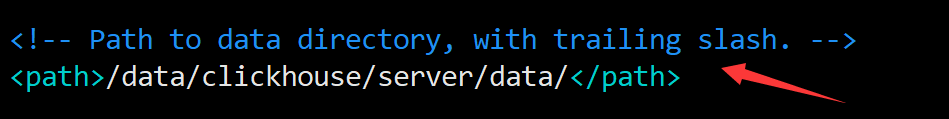 <!-- Path to data directory, with trailing slash. -->
<path>/data/clickhouse/server/data/</path>